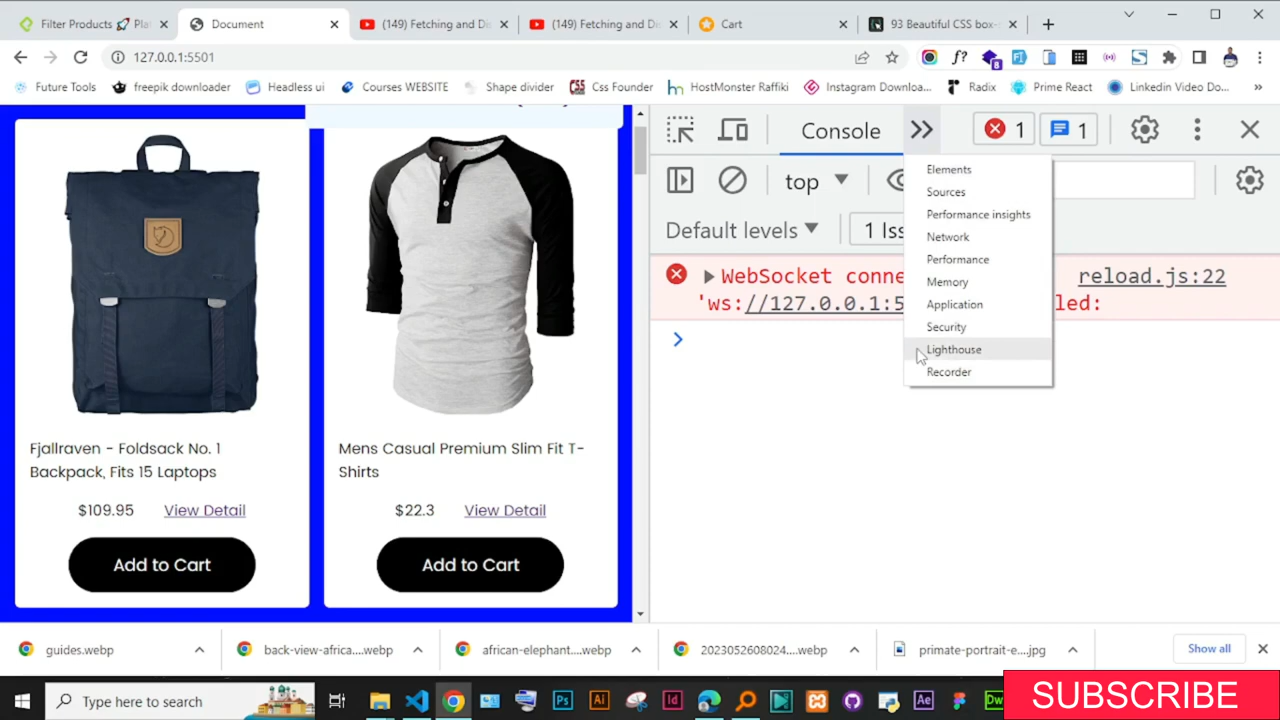 Filter Products 🚀 Pla
Document
(149) Fetching and Di
(149) Fetching and Di
Cart
93 Beautiful CSS box-
127.0.0.1:5501
Future Tools
freepik downloader
Headless ui
Courses WEBSITE
Shape divider
Css Founder
HostMonster Raffiki
Instagram Downloa...
Radix
Prime React
Linkedin Video Do...
Console
1
1
top
Default levels
1 Iss
Elements
Sources
Performance insights
Network
Performance
Memory
Application
Security
Lighthouse
Recorder
WebSocket conne
reload.js:22
'ws://127.0.0.1:5
led:
Fjallraven - Foldsack No. 1
Backpack, Fits 15 Laptops
$109.95 View Detail
Add to Cart
Mens Casual Premium Slim Fit T-
Shirts
$22.3 View Detail
Add to Cart
guides.webp
back-view-africa....webp
african-elephant....webp
2023052608024....webp
primate-portrait-e....jpg
Show all
Type here to search
SUBSCRIBE